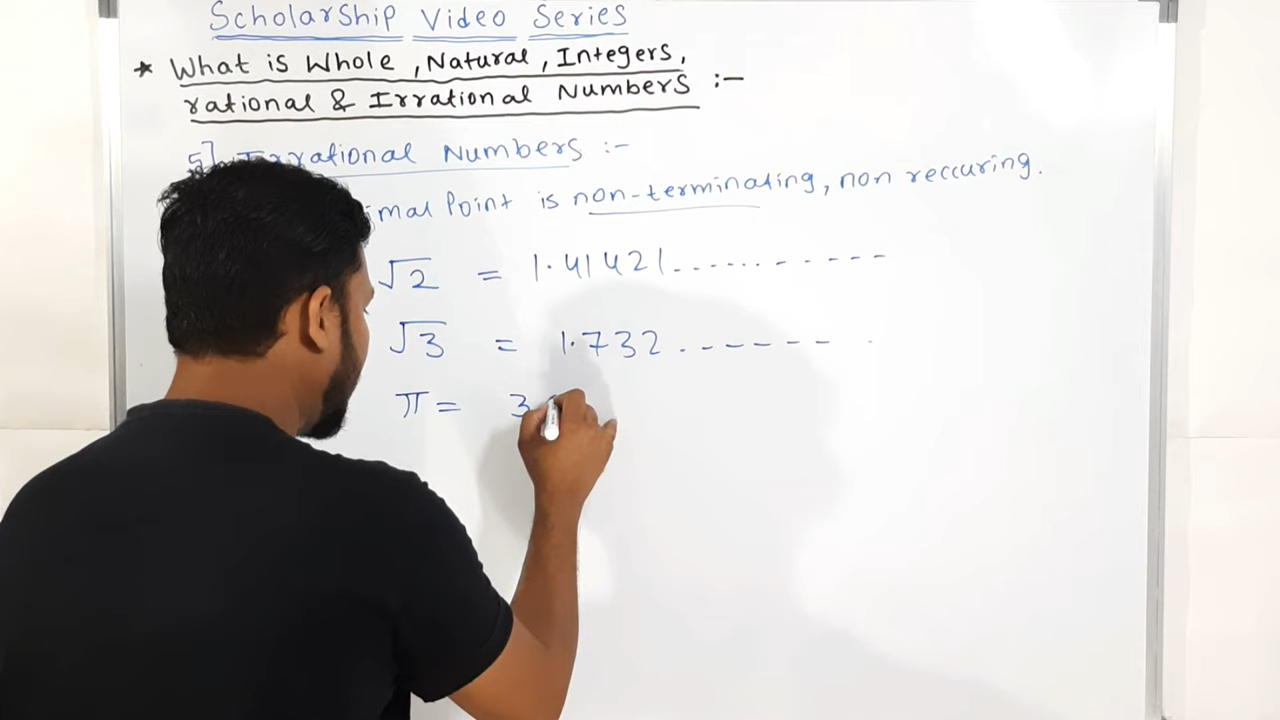 Scholarship Video Series
* What is Whole, Natural, Integers,
rational & Irrational Numbers :-
5] Irrational Numbers :-
Point is non-terminating, non reccuring.
√2 = 1.41421...........
√3 = 1.732.------
π = 3